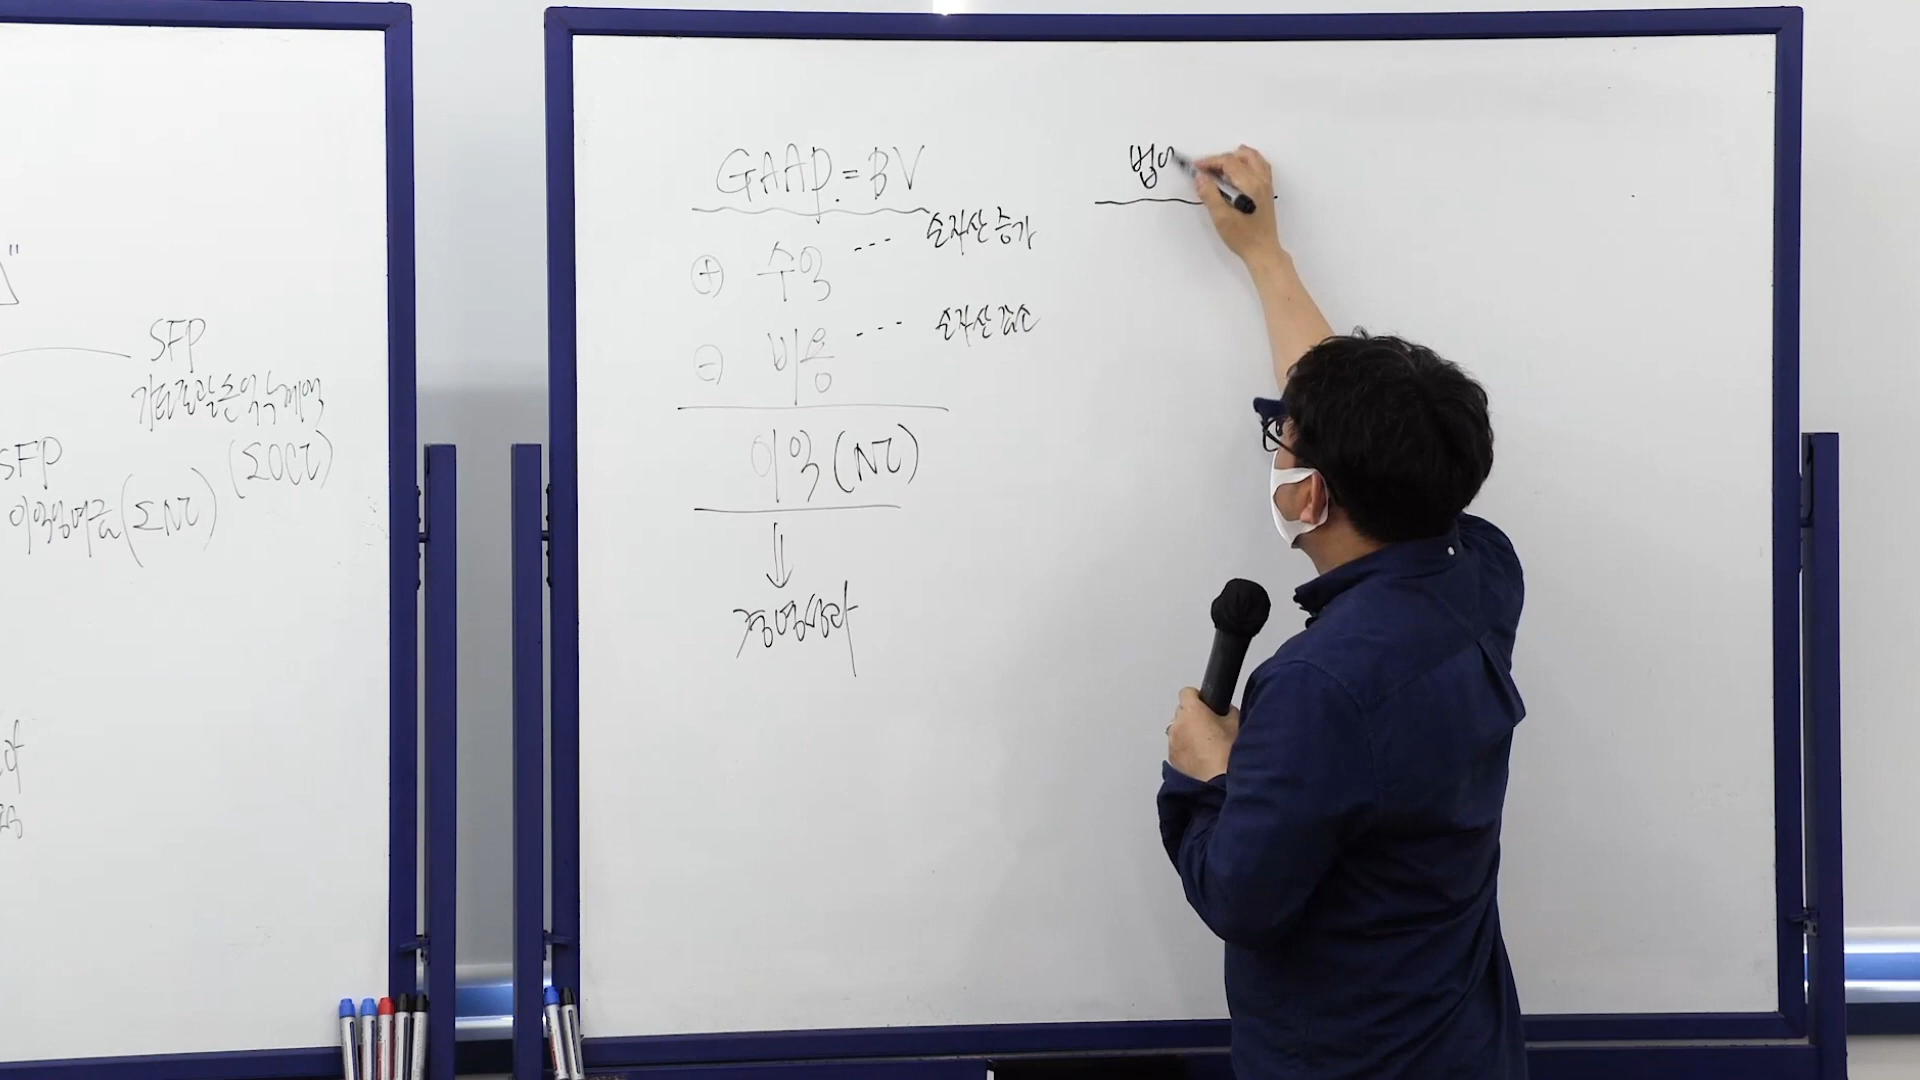 SFP
기타포괄손익누계액
(ΣOCI)
SFP
이익잉여금(ΣNI)
GAAP = BV
⊕ 수익 --- 순자산 증가
⊖ 비용 --- 순자산 감소
이익(NI)
⇓
경영성과
법